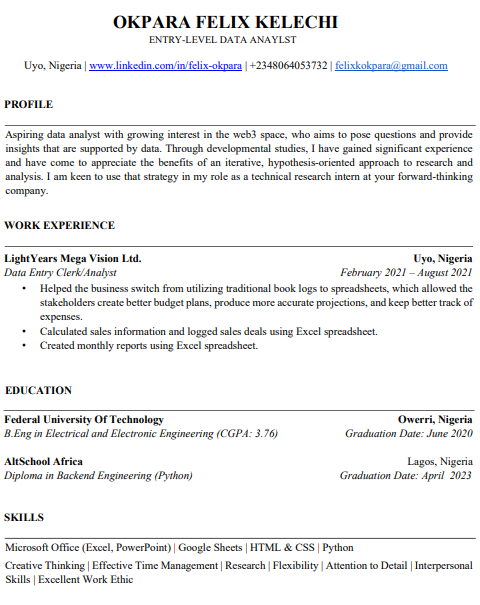 OKPARA FELIX KELECHI
ENTRY-LEVEL DATA ANAYLST
Uyo, Nigeria | www.linkedin.com/in/felix-okpara | +2348064053732 | felixkokpara@gmail.com
PROFILE
Aspiring data analyst with growing interest in the web3 space, who aims to pose questions and provide
insights that are supported by data. Through developmental studies, I have gained significant experience
and have come to appreciate the benefits of an iterative, hypothesis-oriented approach to research and
analysis. I am keen to use that strategy in my role as a technical research intern at your forward-thinking
company.
WORK EXPERIENCE
LightYears Mega Vision Ltd. Uyo, Nigeria
Data Entry Clerk/Analyst February 2021 – August 2021
• Helped the business switch from utilizing traditional book logs to spreadsheets, which allowed the
stakeholders create better budget plans, produce more accurate projections, and keep better track of
expenses.
• Calculated sales information and logged sales deals using Excel spreadsheet.
• Created monthly reports using Excel spreadsheet.
EDUCATION
Federal University Of Technology Owerri, Nigeria
B.Eng in Electrical and Electronic Engineering (CGPA: 3.76) Graduation Date: June 2020
AltSchool Africa Lagos, Nigeria
Diploma in Backend Engineering (Python) Graduation Date: April 2023
SKILLS
Microsoft Office (Excel, PowerPoint) | Google Sheets | HTML & CSS | Python
Creative Thinking | Effective Time Management | Research | Flexibility | Attention to Detail | Interpersonal
Skills | Excellent Work Ethic